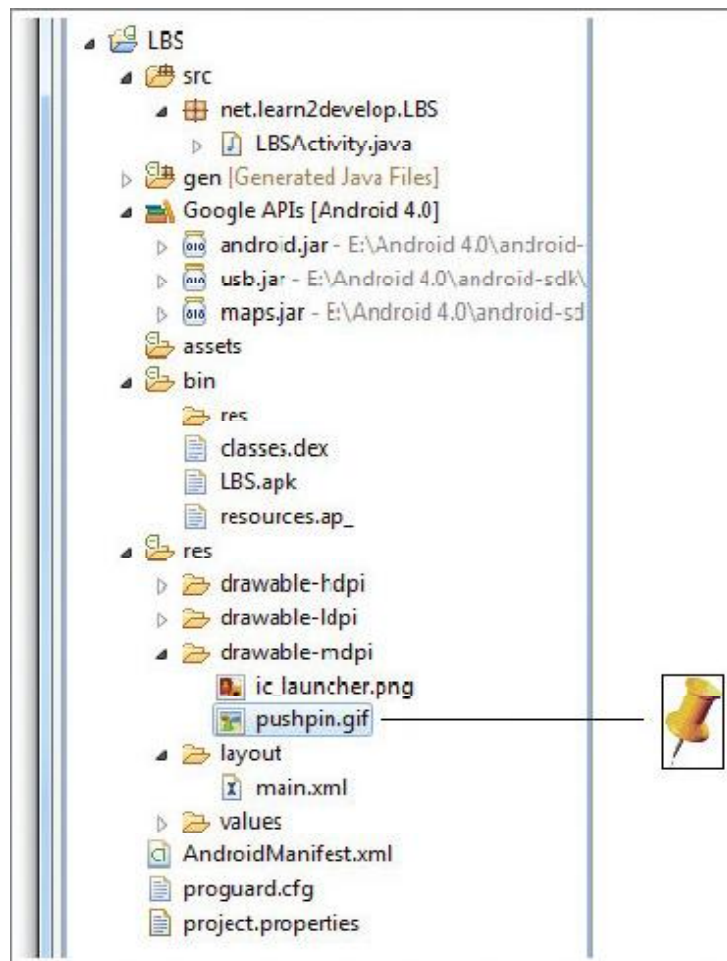 LBS
src
net.learn2develop.LBS
LBSActivity.java
gen [Generated Java Files]
Google APIs [Android 4.0]
android.jar - E:\Android 4.0\android-
usb.jar - E:\Android 4.0\android-sdk\
maps.jar - E:\Android 4.0\android-sd
assets
bin
res
classes.dex
LBS.apk
resources.ap_
res
drawable-hdpi
drawable-ldpi
drawable-mdpi
ic_launcher.png
pushpin.gif
layout
main.xml
values
AndroidManifest.xml
proguard.cfg
project.properties